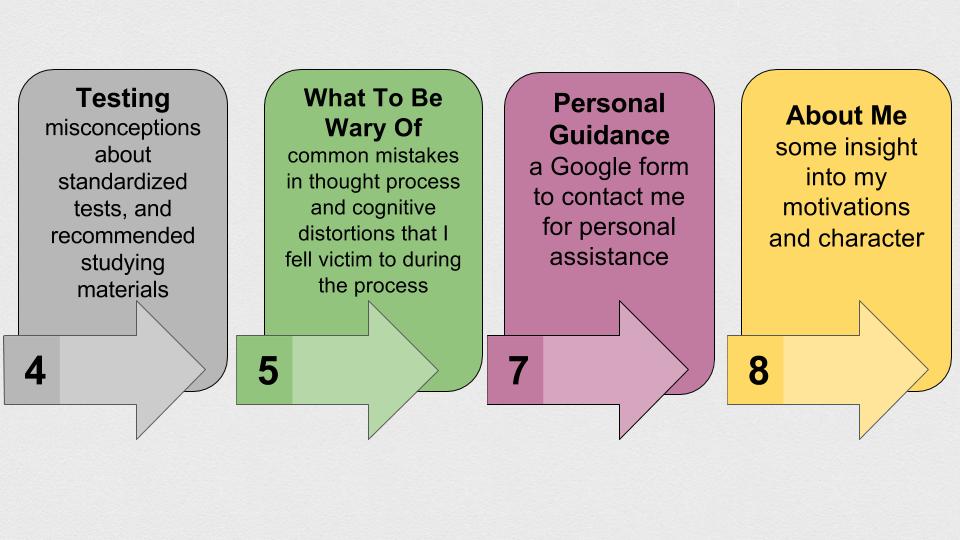 Testing
misconceptions
about
standardized
tests, and
recommended
studying
materials
4
What To Be
Wary Of
common mistakes
in thought process
and cognitive
distortions that I
fell victim to during
the process
5
Personal
Guidance
a Google form
to contact me
for personal
assistance
7
About Me
some insight
into my
motivations
and character
8